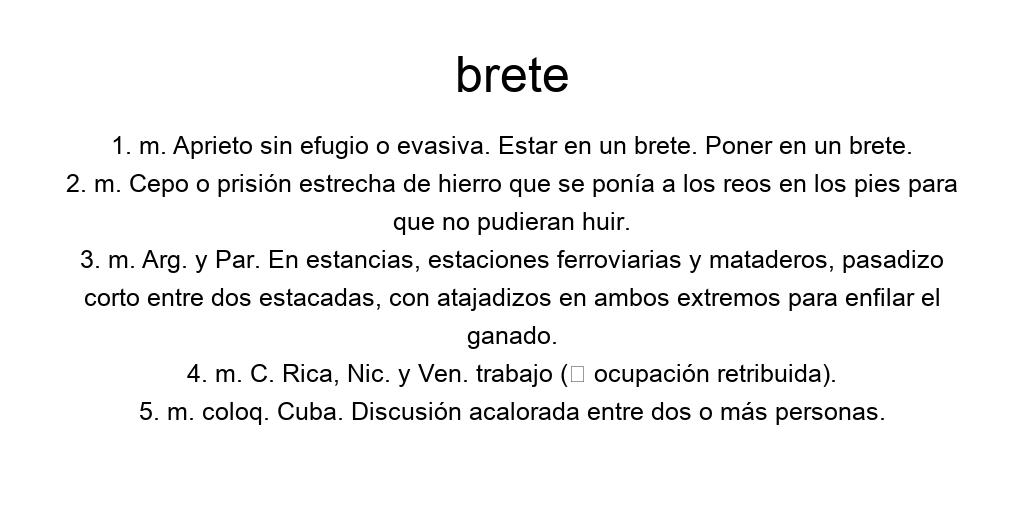 brete
1. m. Aprieto sin efugio o evasiva. Estar en un brete. Poner en un brete.
2. m. Cepo o prisión estrecha de hierro que se ponía a los reos en los pies para
que no pudieran huir.
3. m. Arg. y Par. En estancias, estaciones ferroviarias y mataderos, pasadizo
corto entre dos estacadas, con atajadizos en ambos extremos para enfilar el
ganado.
4. m. C. Rica, Nic. y Ven. trabajo (▯ ocupación retribuida).
5. m. coloq. Cuba. Discusión acalorada entre dos o más personas.